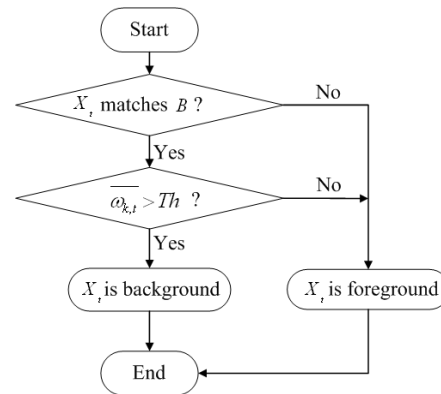 Start
X_t matches B ?
No
Yes
\overline{ω_{k,t}} > Th ?
No
Yes
X_t is background
X_t is foreground
End